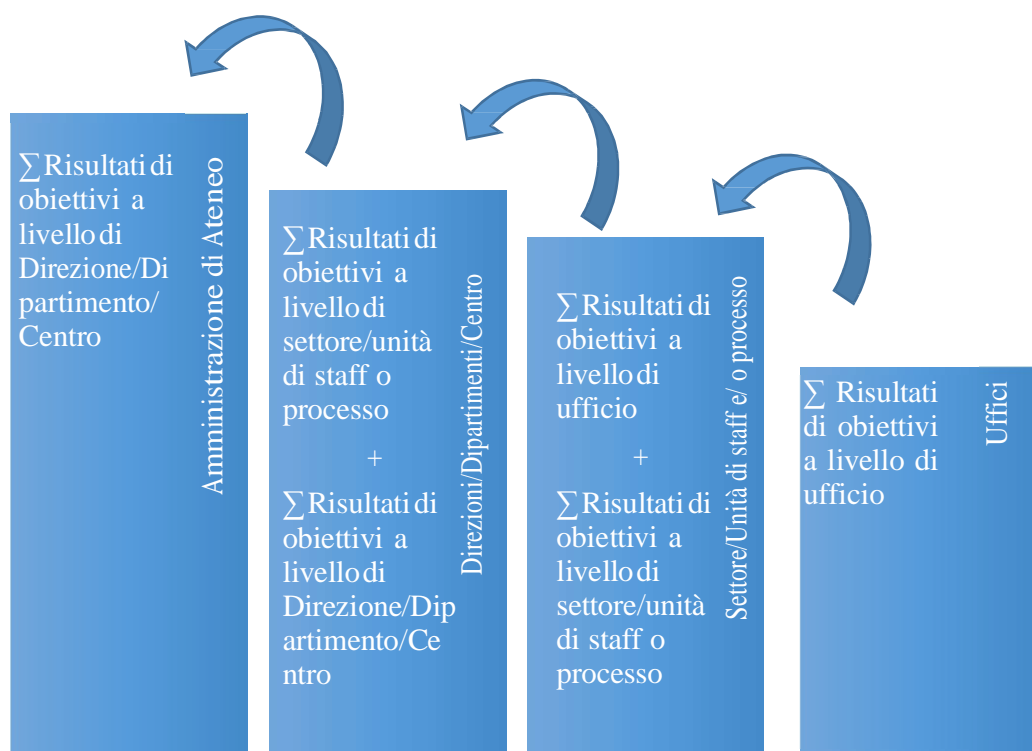 ∑Risultati di
obiettivi a
livello di
Direzione/Di
partimento/
Centro
Amministrazione di Ateneo
∑Risultati di
obiettivi a
livello di
settore/unità
di staff o
processo
+
∑Risultati di
obiettivi a
livello di
Direzione/Dip
artimento/Ce
ntro
Direzioni/Dipartimenti/Centro
∑Risultati di
obiettivi a
livello di
ufficio
+
∑Risultati di
obiettivi a
livello di
settore/unità
di staff o
processo
Settore/Unità di staff e/ o processo
∑ Risultati
di obiettivi
a livello di
ufficio
Uffici